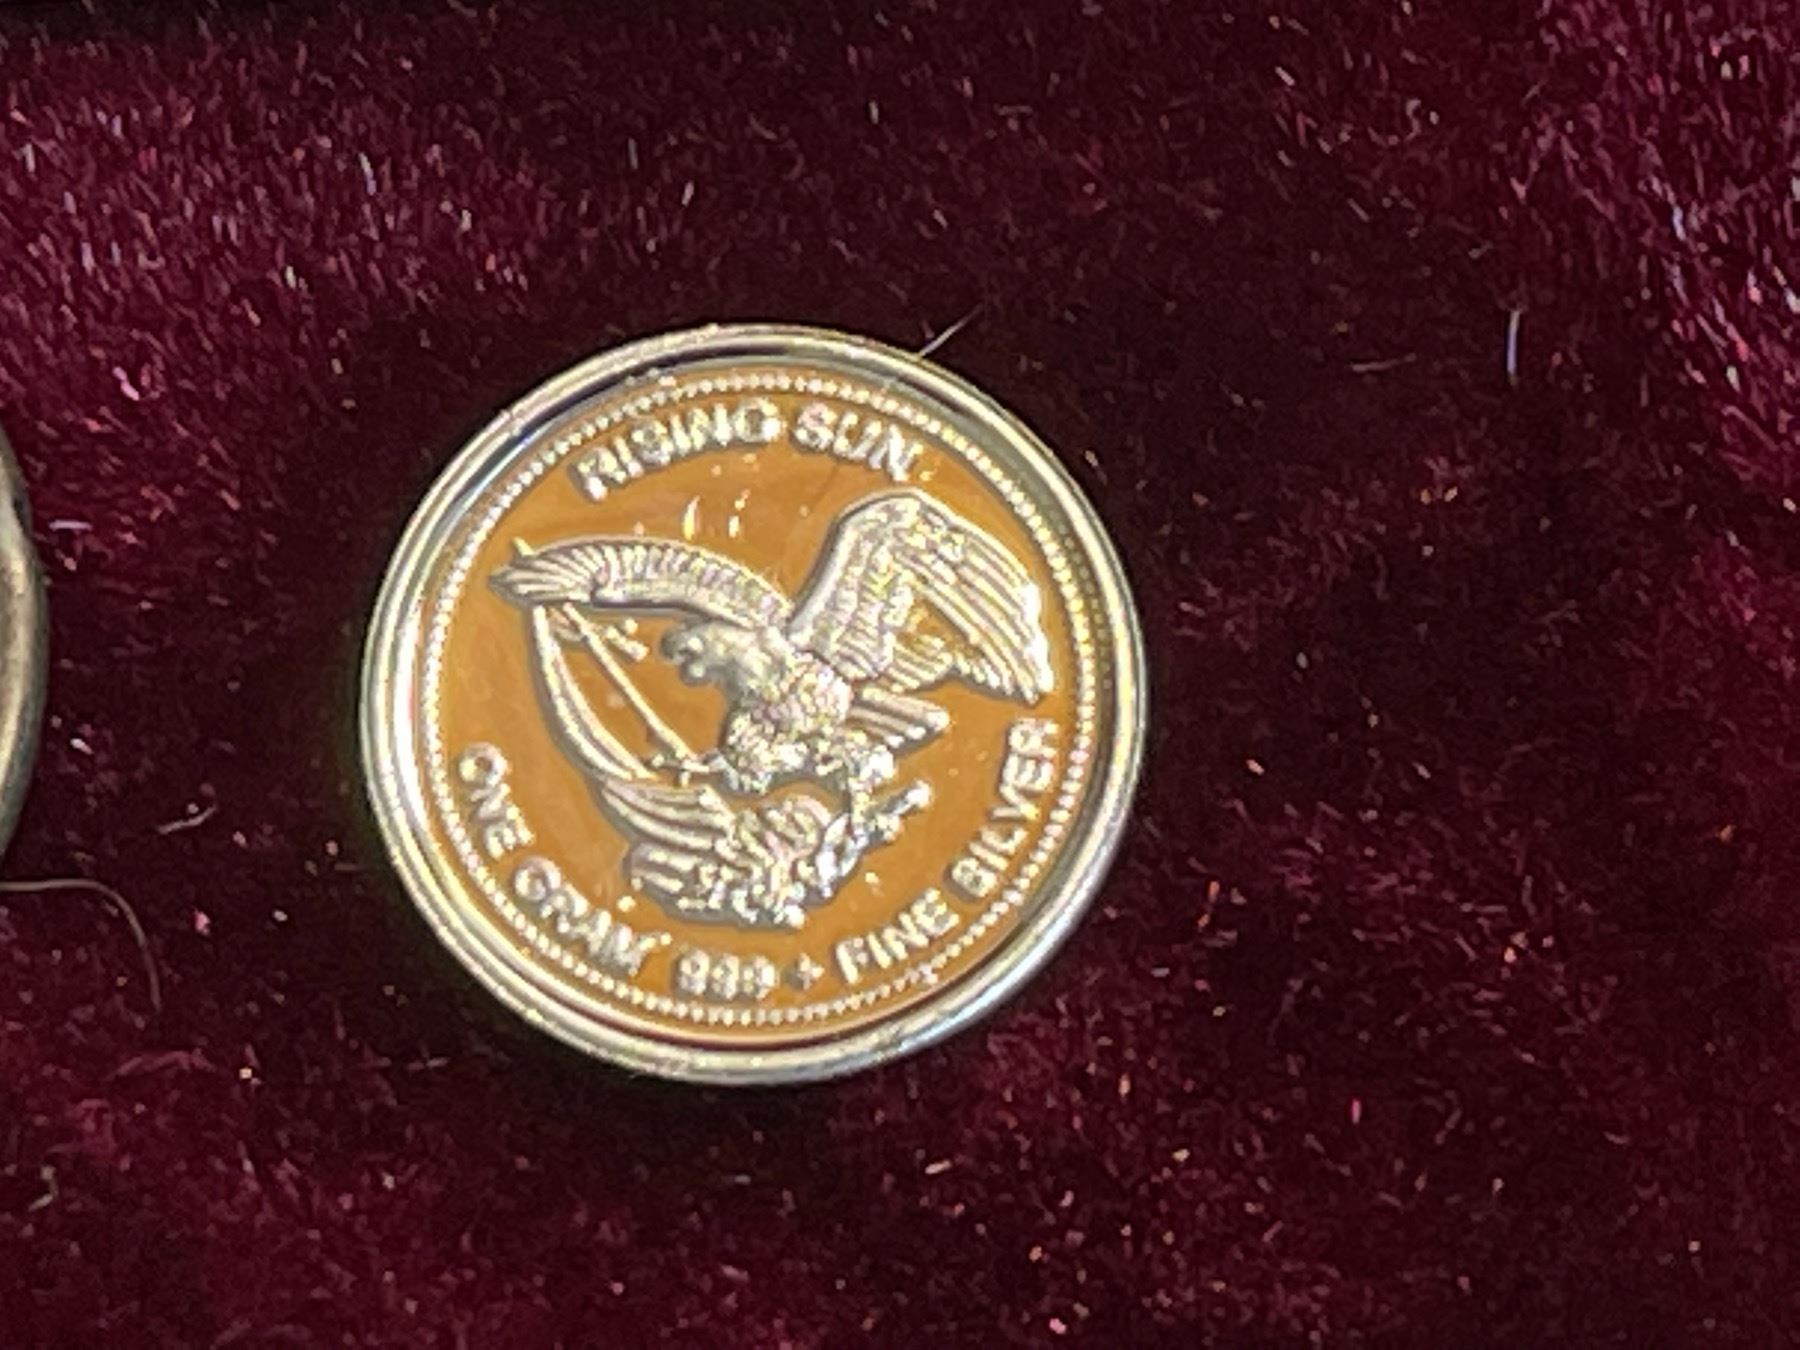 RISING SUN
ONE GRAM 999+ FINE SILVER